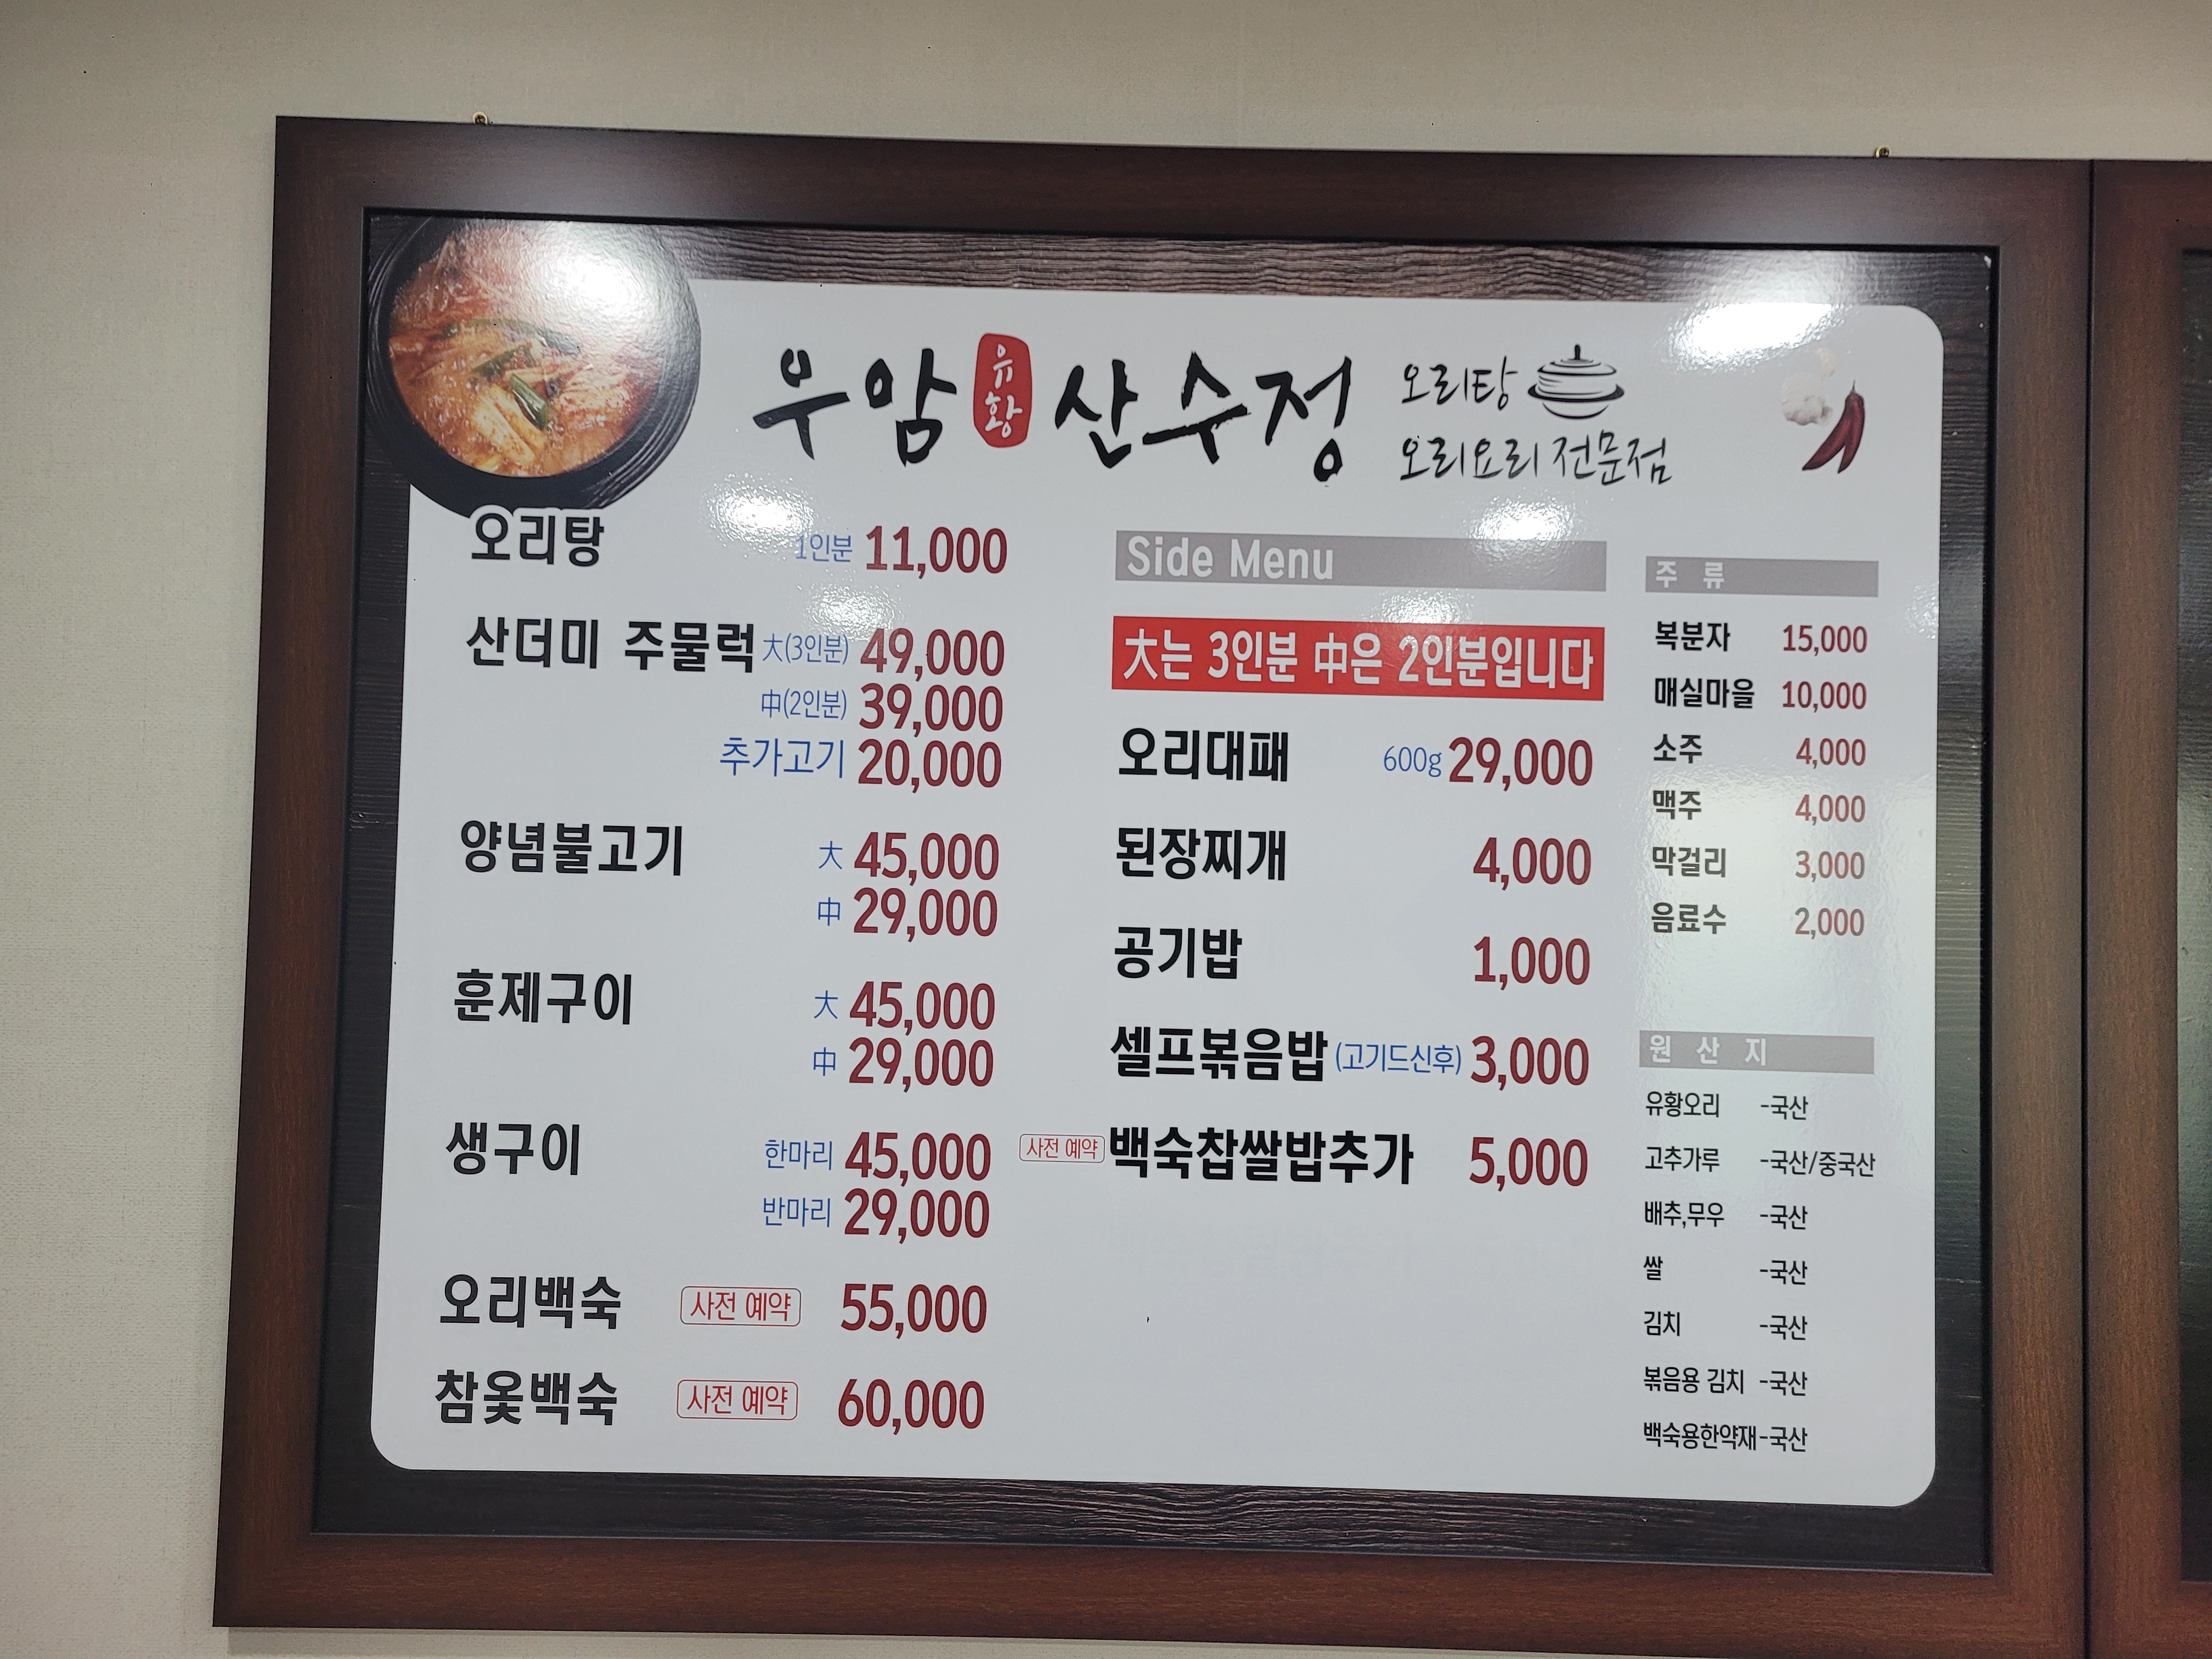 우암 유황 산수정
오리탕
오리요리 전문점
오리탕 1인분 11,000
산더미 주물럭 大(3인분) 49,000
中(2인분) 39,000
추가고기 20,000
양념불고기 大 45,000
中 29,000
훈제구이 大 45,000
中 29,000
생구이 한마리 45,000
반마리 29,000
오리백숙 사전 예약 55,000
참옻백숙 사전 예약 60,000
Side Menu
大는 3인분 中은 2인분입니다
오리대패 600g 29,000
된장찌개 4,000
공기밥 1,000
셀프볶음밥 (고기드신후) 3,000
사전 예약 백숙찹쌀밥추가 5,000
주 류
복분자 15,000
매실마을 10,000
소주 4,000
맥주 4,000
막걸리 3,000
음료수 2,000
원 산 지
유황오리 -국산
고추가루 -국산/중국산
배추,무우 -국산
쌀 -국산
김치 -국산
볶음용 김치 -국산
백숙용한약재-국산